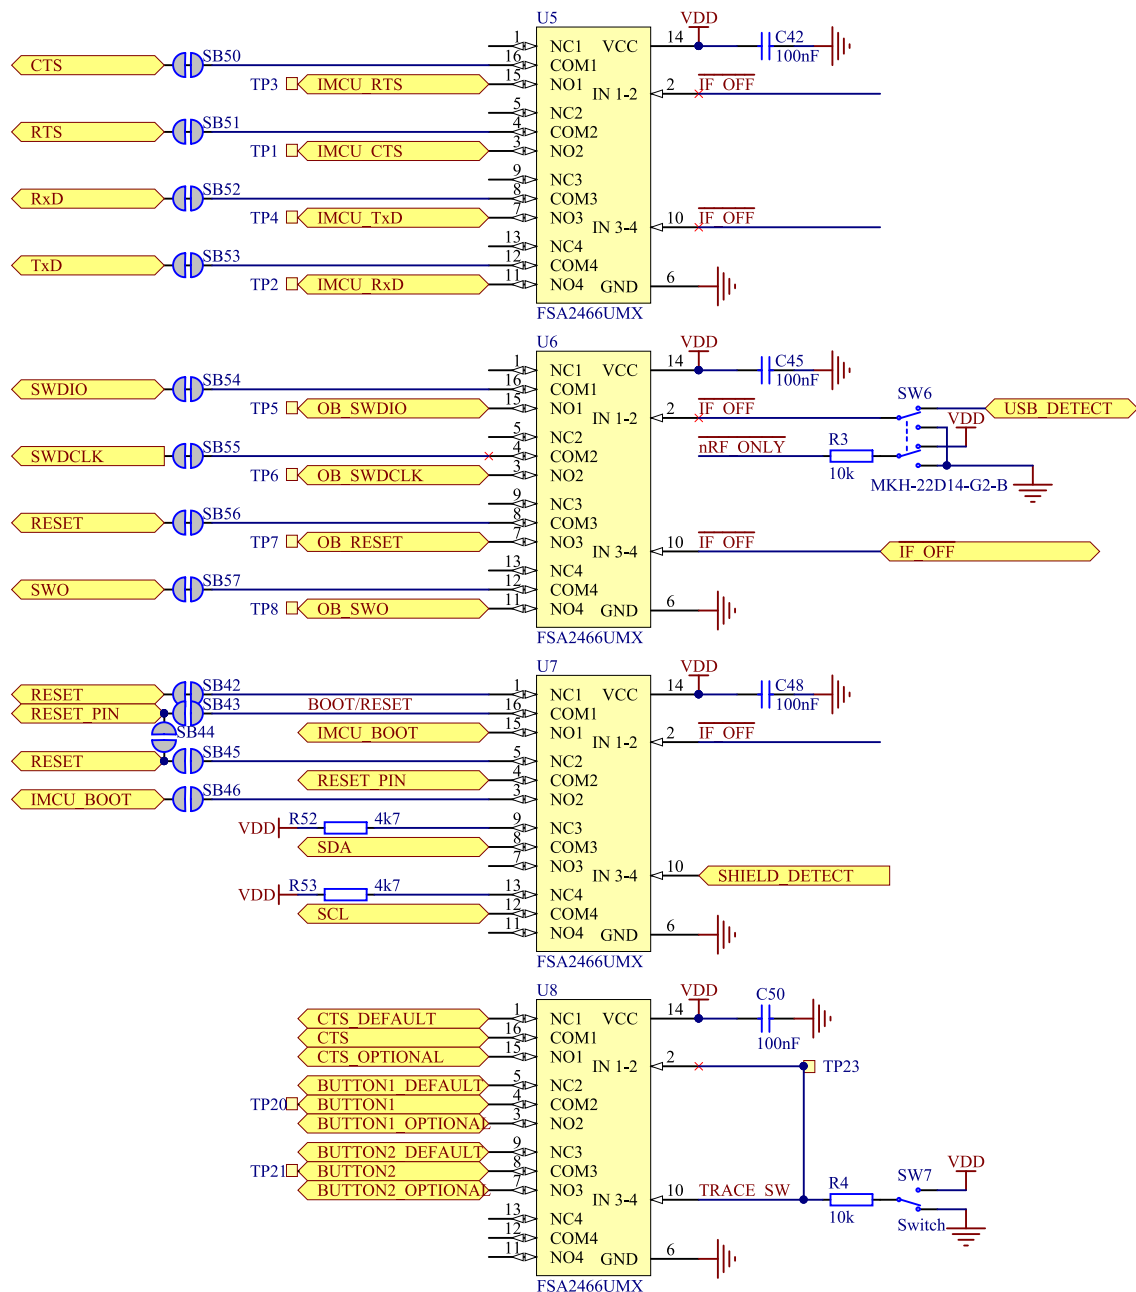 U5
CTS SB50
TP3 IMCU_RTS
RTS SB51
TP1 IMCU_CTS
RxD SB52
TP4 IMCU_TxD
TxD SB53
TP2 IMCU_RxD
1 NC1
16 COM1
15 NO1
5 NC2
4 COM2
3 NO2
9 NC3
8 COM3
7 NO3
13 NC4
12 COM4
11 NO4
VCC 14 VDD C42 100nF
IN 1-2 2 IF_OFF
IN 3-4 10 IF_OFF
GND 6
FSA2466UMX
U6
SWDIO SB54
TP5 OB_SWDIO
SWDCLK SB55
TP6 OB_SWDCLK
RESET SB56
TP7 OB_RESET
SWO SB57
TP8 OB_SWO
1 NC1
16 COM1
15 NO1
5 NC2
4 COM2
3 NO2
9 NC3
8 COM3
7 NO3
13 NC4
12 COM4
11 NO4
VCC 14 VDD C45 100nF
IN 1-2 2 IF_OFF SW6 USB_DETECT
VDD
nRF_ONLY R3 10k
MKH-22D14-G2-B
IN 3-4 10 IF_OFF IF_OFF
GND 6
FSA2466UMX
U7
RESET SB42
RESET_PIN SB43 BOOT/RESET
SB44
IMCU_BOOT
RESET SB45
RESET_PIN
IMCU_BOOT SB46
VDD R52 4k7
SDA
VDD R53 4k7
SCL
1 NC1
16 COM1
15 NO1
5 NC2
4 COM2
3 NO2
9 NC3
8 COM3
7 NO3
13 NC4
12 COM4
11 NO4
VCC 14 VDD C48 100nF
IN 1-2 2 IF_OFF
IN 3-4 10 SHIELD_DETECT
GND 6
FSA2466UMX
U8
CTS_DEFAULT 1 NC1
CTS 16 COM1
CTS_OPTIONAL 15 NO1
BUTTON1_DEFAULT 5 NC2
TP20 BUTTON1 4 COM2
BUTTON1_OPTIONAL 3 NO2
BUTTON2_DEFAULT 9 NC3
TP21 BUTTON2 8 COM3
BUTTON2_OPTIONAL 7 NO3
13 NC4
12 COM4
11 NO4
VCC 14 VDD C50 100nF
IN 1-2 2 TP23
IN 3-4 10 TRACE_SW R4 10k SW7 VDD
Switch
GND 6
FSA2466UMX